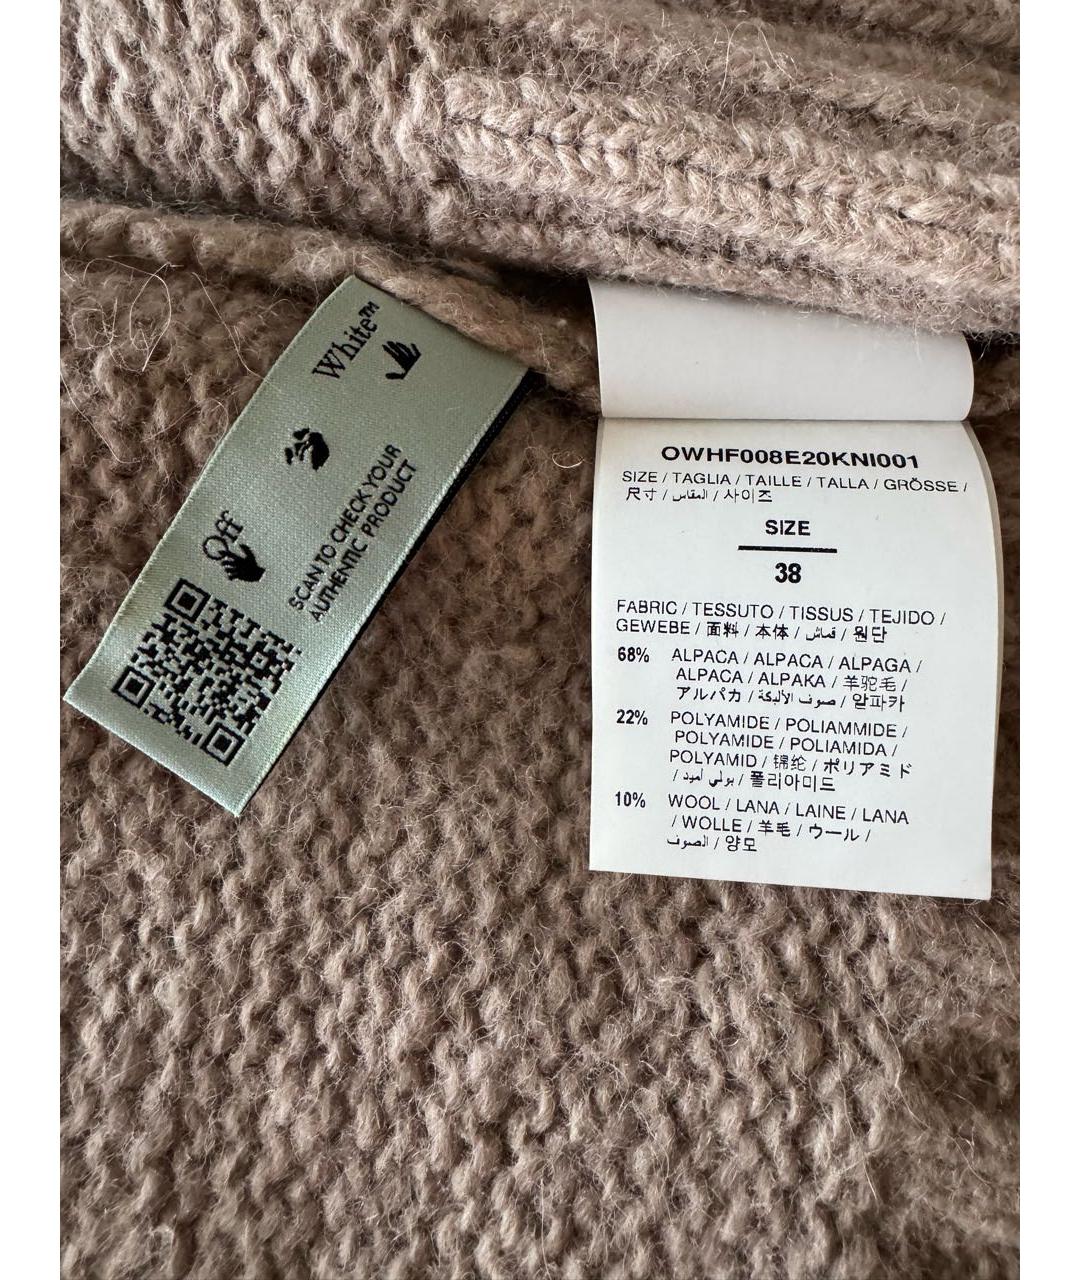 Off
White™
SCAN TO CHECK YOUR
AUTHENTIC PRODUCT
OWHF008E20KNI001
SIZE / TAGLIA / TAILLE / TALLA / GRÖSSE /
尺寸 / المقاس / 사이즈
SIZE
38
FABRIC / TESSUTO / TISSUS / TEJIDO /
GEWEBE / 面料 / 本体 / قماش / 원단
68% ALPACA / ALPACA / ALPAGA /
ALPACA / ALPAKA / 羊驼毛 /
アルパカ / صوف الألبكة / 알파카
22% POLYAMIDE / POLIAMMIDE /
POLYAMIDE / POLIAMIDA /
POLYAMID / 锦纶 / ポリアミド
/ بولي أميد / 폴리아미드
10% WOOL / LANA / LAINE / LANA
/ WOLLE / 羊毛 / ウール /
الصوف / 양모